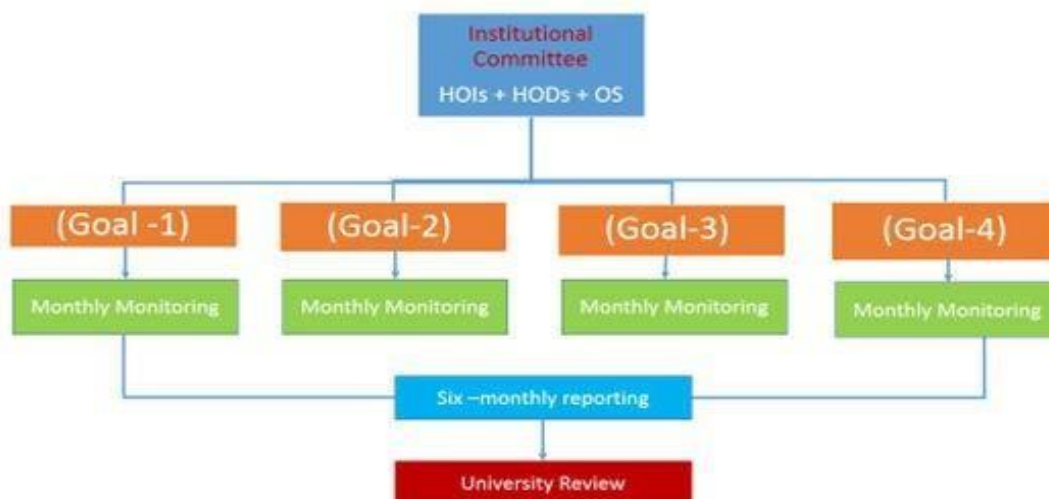 Institutional
Committee
HOIs + HODs + OS
(Goal -1)
(Goal-2)
(Goal-3)
(Goal-4)
Monthly Monitoring
Monthly Monitoring
Monthly Monitoring
Monthly Monitoring
Six –monthly reporting
University Review